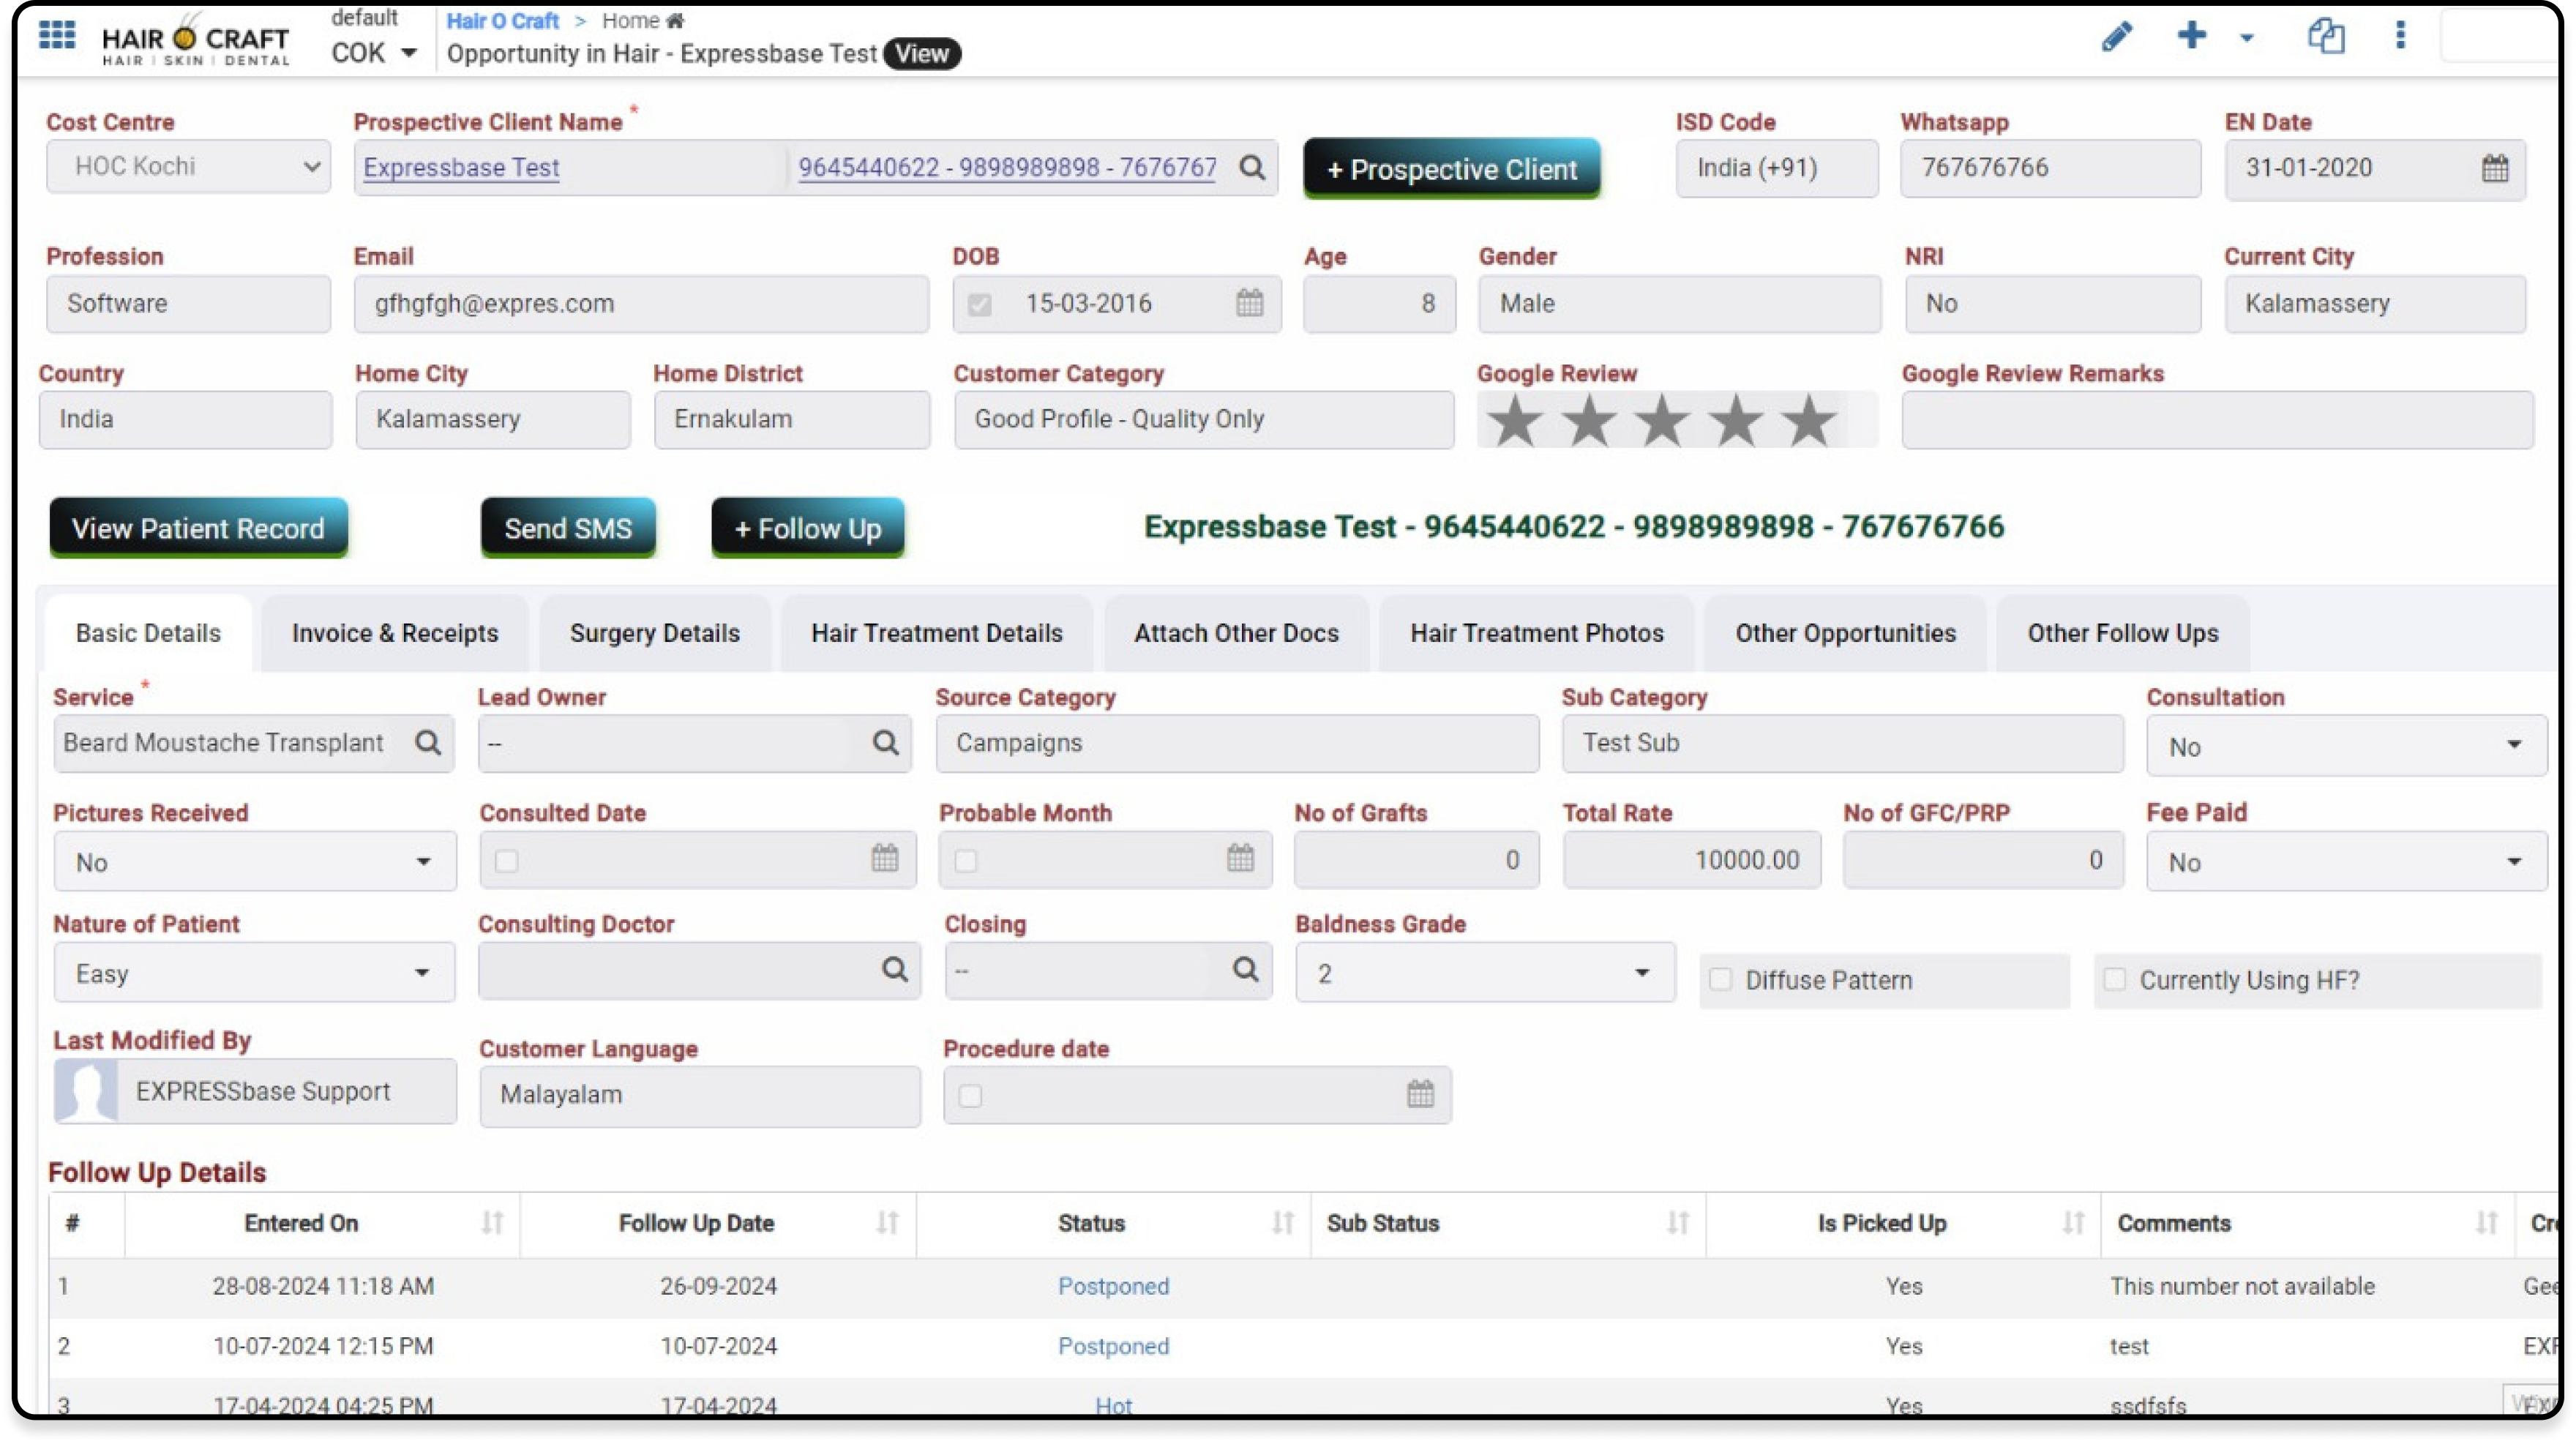 default
Hair O Craft > Home
HAIR O CRAFT
HAIR | SKIN | DENTAL
COK
Opportunity in Hair - Expressbase Test View
Cost Centre Prospective Client Name * ISD Code Whatsapp EN Date
HOC Kochi Expressbase Test 9645440622 - 9898989898 - 7676767 + Prospective Client India (+91) 767676766 31-01-2020
Profession Email DOB Age Gender NRI Current City
Software gfhgfgh@expres.com 15-03-2016 8 Male No Kalamassery
Country Home City Home District Customer Category Google Review Google Review Remarks
India Kalamassery Ernakulam Good Profile - Quality Only
View Patient Record Send SMS + Follow Up Expressbase Test - 9645440622 - 9898989898 - 767676766
Basic Details Invoice & Receipts Surgery Details Hair Treatment Details Attach Other Docs Hair Treatment Photos Other Opportunities Other Follow Ups
Service * Lead Owner Source Category Sub Category Consultation
Beard Moustache Transplant -- Campaigns Test Sub No
Pictures Received Consulted Date Probable Month No of Grafts Total Rate No of GFC/PRP Fee Paid
No 0 10000.00 0 No
Nature of Patient Consulting Doctor Closing Baldness Grade
Easy -- 2 Diffuse Pattern Currently Using HF?
Last Modified By Customer Language Procedure date
EXPRESSbase Support Malayalam
Follow Up Details
# Entered On Follow Up Date Status Sub Status Is Picked Up Comments
1 28-08-2024 11:18 AM 26-09-2024 Postponed Yes This number not available
2 10-07-2024 12:15 PM 10-07-2024 Postponed Yes test
3 17-04-2024 04:25 PM 17-04-2024 Hot Yes ssdfsfs